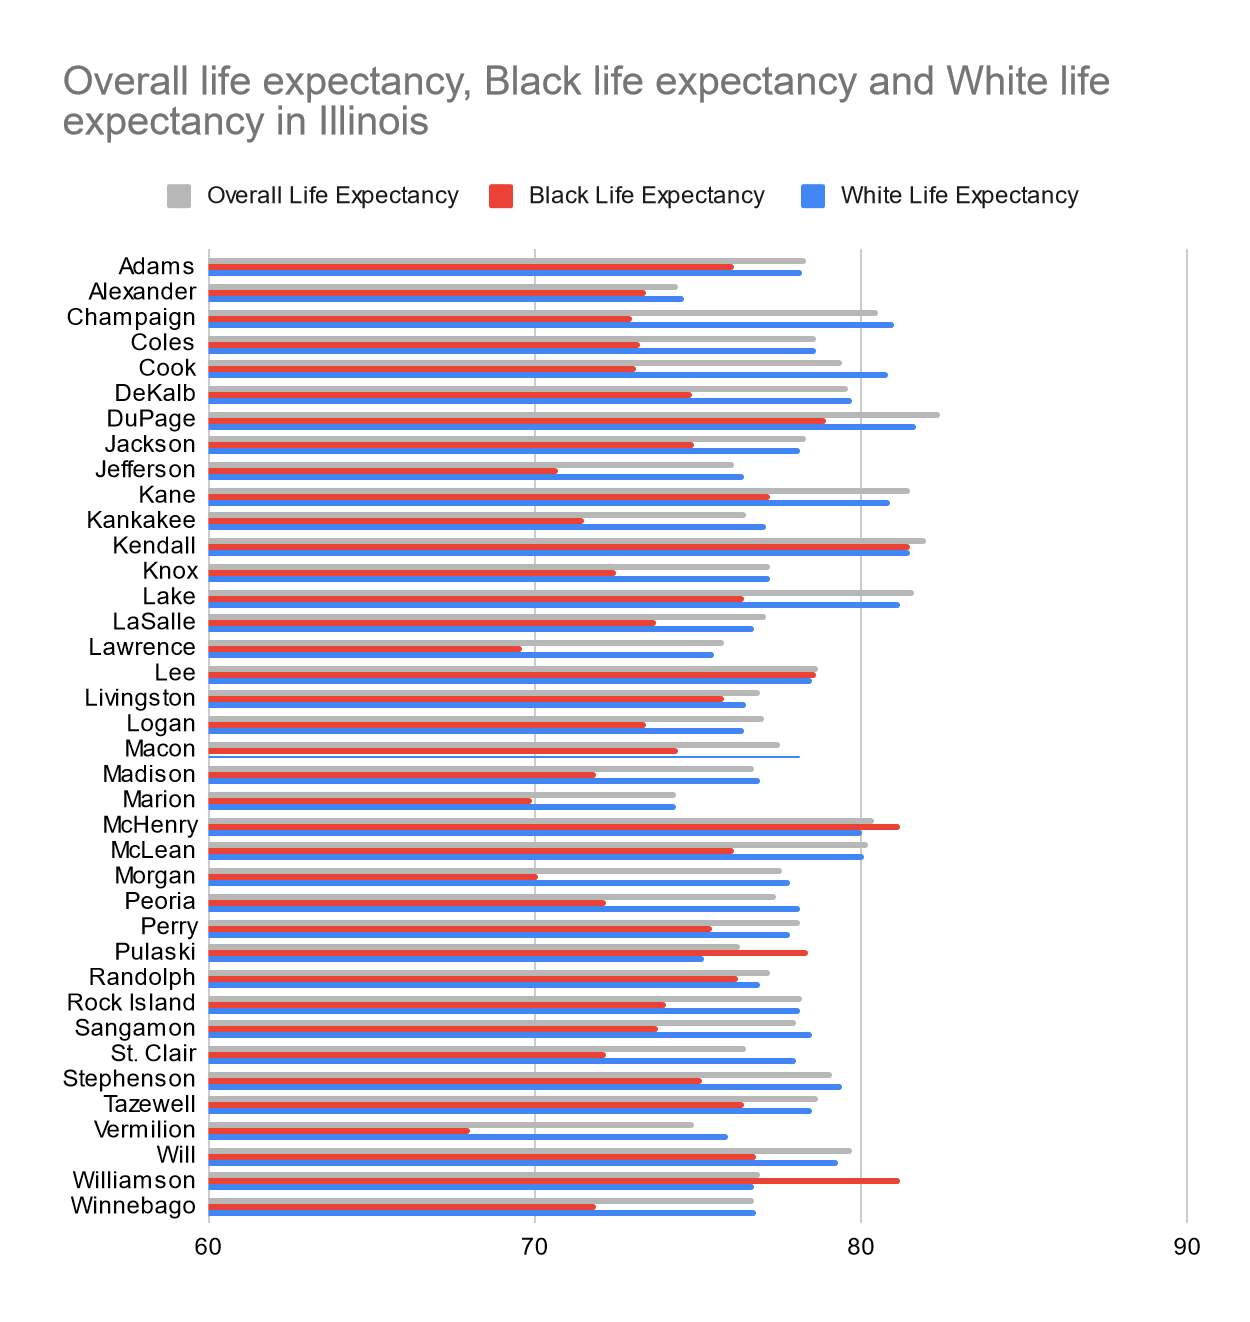 Overall life expectancy, Black life expectancy and White life
expectancy in Illinois
Overall Life Expectancy Black Life Expectancy White Life Expectancy
Adams
Alexander
Champaign
Coles
Cook
DeKalb
DuPage
Jackson
Jefferson
Kane
Kankakee
Kendall
Knox
Lake
LaSalle
Lawrence
Lee
Livingston
Logan
Macon
Madison
Marion
McHenry
McLean
Morgan
Peoria
Perry
Pulaski
Randolph
Rock Island
Sangamon
St. Clair
Stephenson
Tazewell
Vermilion
Will
Williamson
Winnebago
60 70 80 90